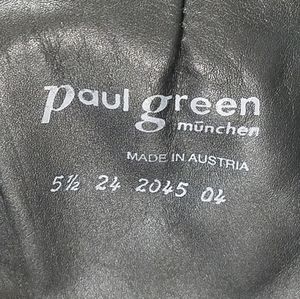 paul green
münchen
MADE IN AUSTRIA
5½ 24 2045 04